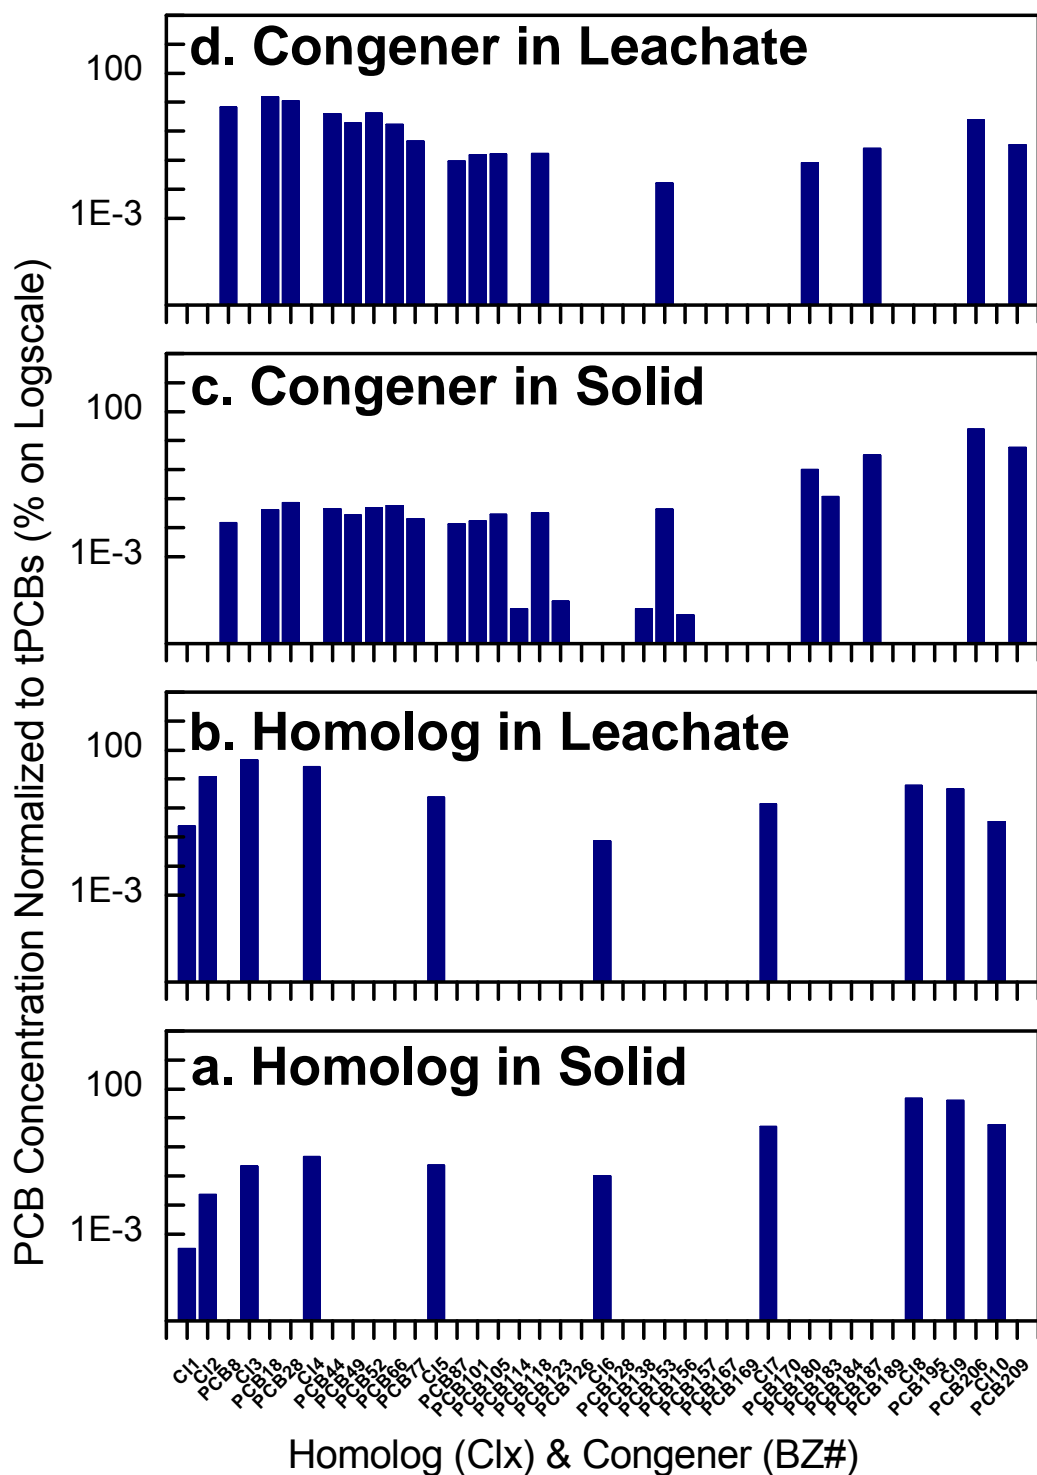 PCB Concentration Normalized to tPCBs (% on Logscale)
d. Congener in Leachate
100
1E-3
c. Congener in Solid
100
1E-3
b. Homolog in Leachate
100
1E-3
a. Homolog in Solid
100
1E-3
Cl1
Cl2
PCB8
Cl3
PCB18
PCB28
Cl4
PCB44
PCB49
PCB52
PCB66
PCB77
Cl5
PCB87
PCB101
PCB105
PCB114
PCB118
PCB123
PCB126
Cl6
PCB128
PCB138
PCB153
PCB156
PCB157
PCB167
PCB169
Cl7
PCB170
PCB180
PCB183
PCB184
PCB187
PCB189
Cl8
PCB195
Cl9
PCB206
Cl10
PCB209
Homolog (Clx) & Congener (BZ#)